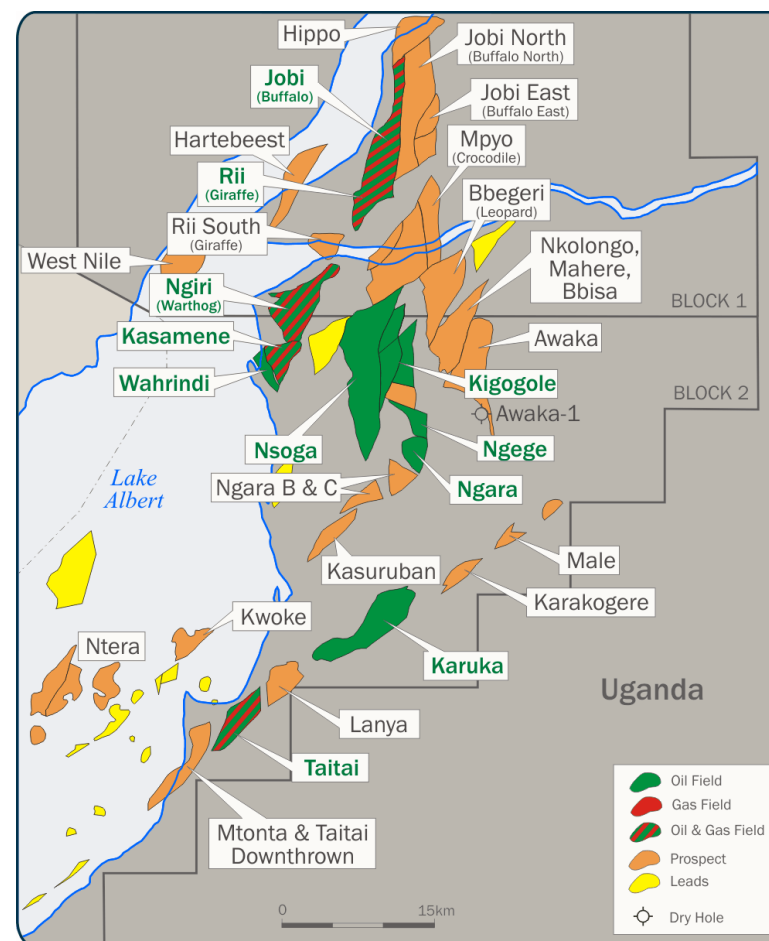 Hippo
Jobi North
(Buffalo North)
Jobi
(Buffalo)
Jobi East
(Buffalo East)
Hartebeest
Mpyo
(Crocodile)
Rii
(Giraffe)
Bbegeri
(Leopard)
Rii South
(Giraffe)
Nkolongo,
Mahere,
Bbisa
West Nile
Ngiri
(Warthog)
BLOCK 1
Kasamene
Awaka
Wahrindi
Kigogole
BLOCK 2
Awaka-1
Nsoga
Ngege
Lake
Albert
Ngara B & C
Ngara
Kasuruban
Male
Karakogere
Kwoke
Ntera
Karuka
Uganda
Lanya
Taitai
Mtonta & Taitai
Downthrown
Oil Field
Gas Field
Oil & Gas Field
Prospect
Leads
Dry Hole
0
15km